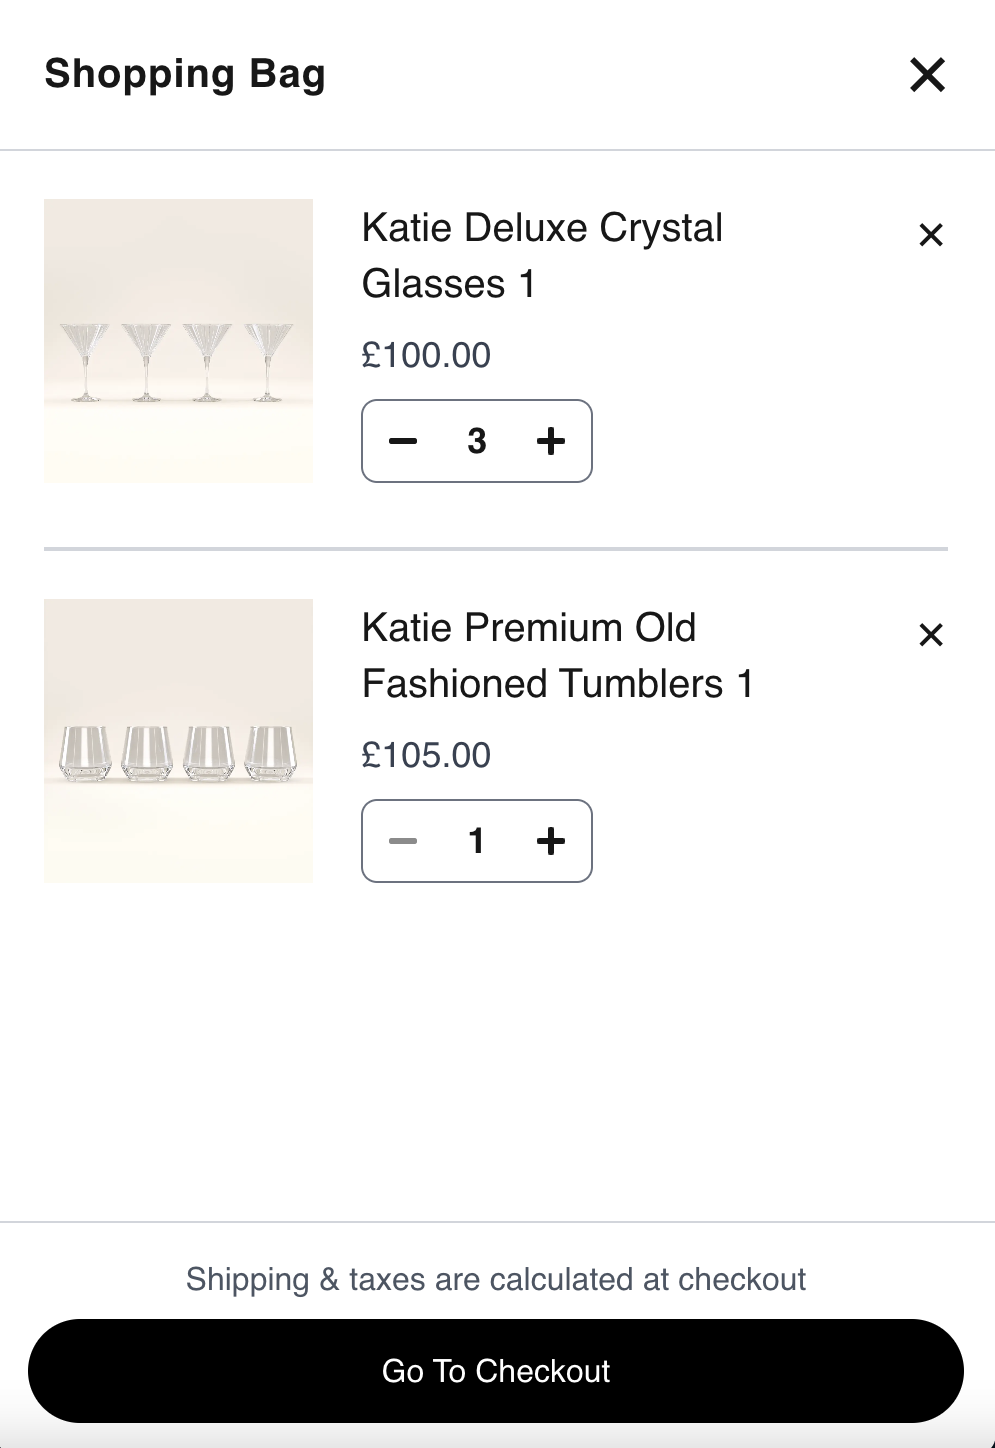 Shopping Bag
Katie Deluxe Crystal
Glasses 1
£100.00
3
Katie Premium Old
Fashioned Tumblers 1
£105.00
1
Shipping & taxes are calculated at checkout
Go To Checkout